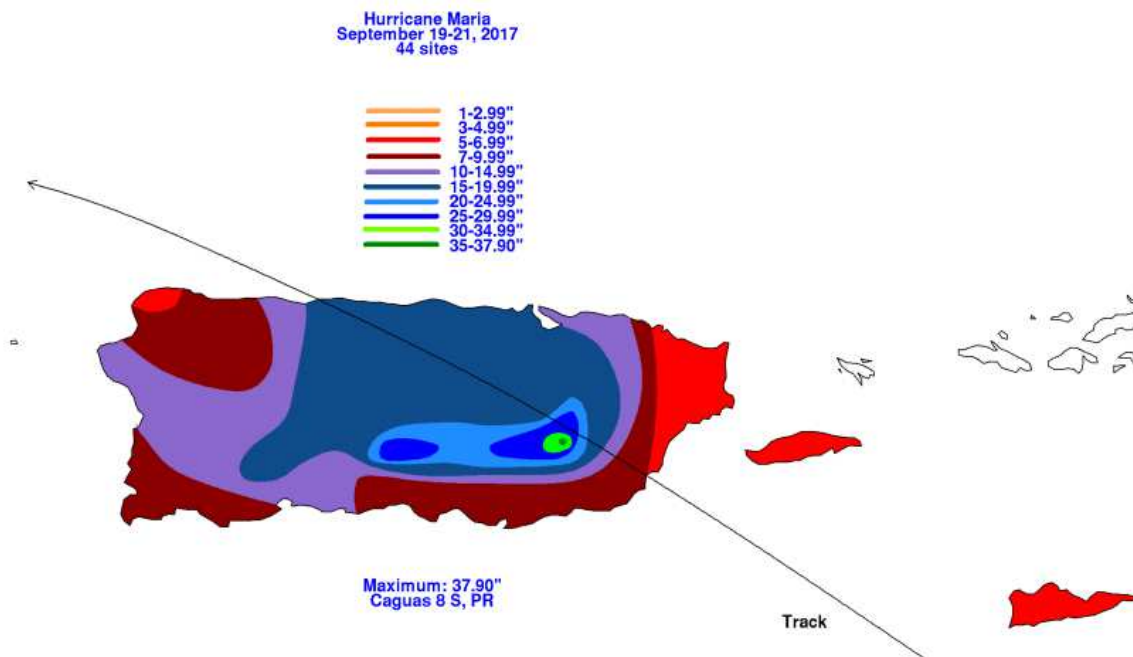 Hurricane Maria
September 19-21, 2017
44 sites
1-2.99"
3-4.99"
5-6.99"
7-9.99"
10-14.99"
15-19.99"
20-24.99"
25-29.99"
30-34.99"
35-37.90"
Maximum: 37.90"
Caguas 8 S, PR
Track